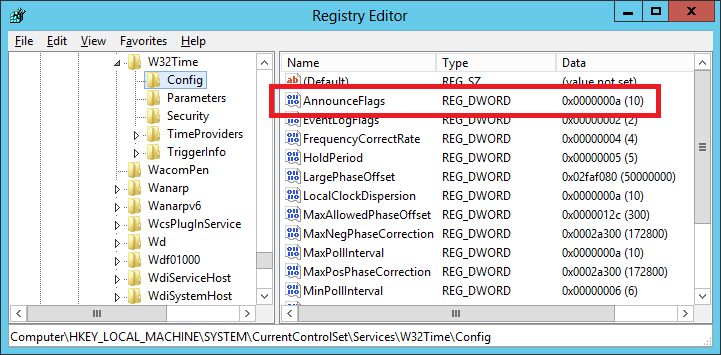 Registry Editor
File Edit View Favorites Help
W32Time
Config
Parameters
Security
TimeProviders
TriggerInfo
WacomPen
Wanarp
Wanarpv6
WcsPlugInService
Wd
Wdf01000
WdiServiceHost
WdiSystemHost
Name Type Data
(Default) REG_SZ (value not set)
AnnounceFlags REG_DWORD 0x0000000a (10)
EventLogFlags REG_DWORD 0x00000002 (2)
FrequencyCorrectRate REG_DWORD 0x00000004 (4)
HoldPeriod REG_DWORD 0x00000005 (5)
LargePhaseOffset REG_DWORD 0x02faf080 (50000000)
LocalClockDispersion REG_DWORD 0x0000000a (10)
MaxAllowedPhaseOffset REG_DWORD 0x0000012c (300)
MaxNegPhaseCorrection REG_DWORD 0x0002a300 (172800)
MaxPollInterval REG_DWORD 0x0000000a (10)
MaxPosPhaseCorrection REG_DWORD 0x0002a300 (172800)
MinPollInterval REG_DWORD 0x00000006 (6)
Computer\HKEY_LOCAL_MACHINE\SYSTEM\CurrentControlSet\Services\W32Time\Config